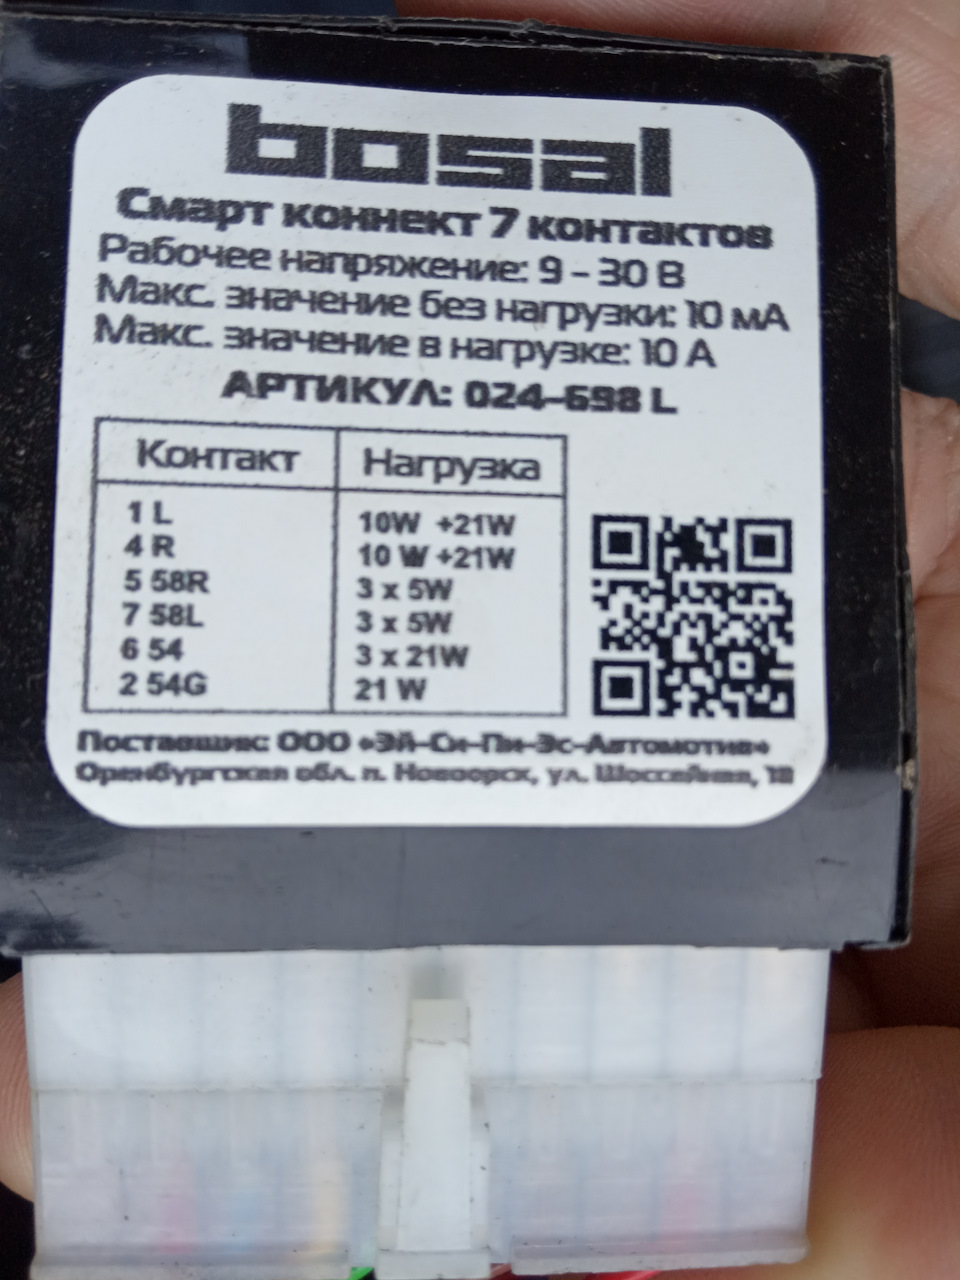 bosal
Смарт коннект 7 контактов
Рабочее напряжение: 9 - 30 В
Макс. значение без нагрузки: 10 мА
Макс. значение в нагрузке: 10 А
АРТИКУЛ: 024-698 L
Контакт Нагрузка
1 L 10W +21W
4 R 10 W +21W
5 58R 3 x 5W
7 58L 3 x 5W
6 54 3 x 21W
2 54G 21 W
Поставщик: ООО «Эй-Си-Пи-Эс-Автомотив»
Оренбургская обл. п. Новоорск, ул. Шоссейная, 18